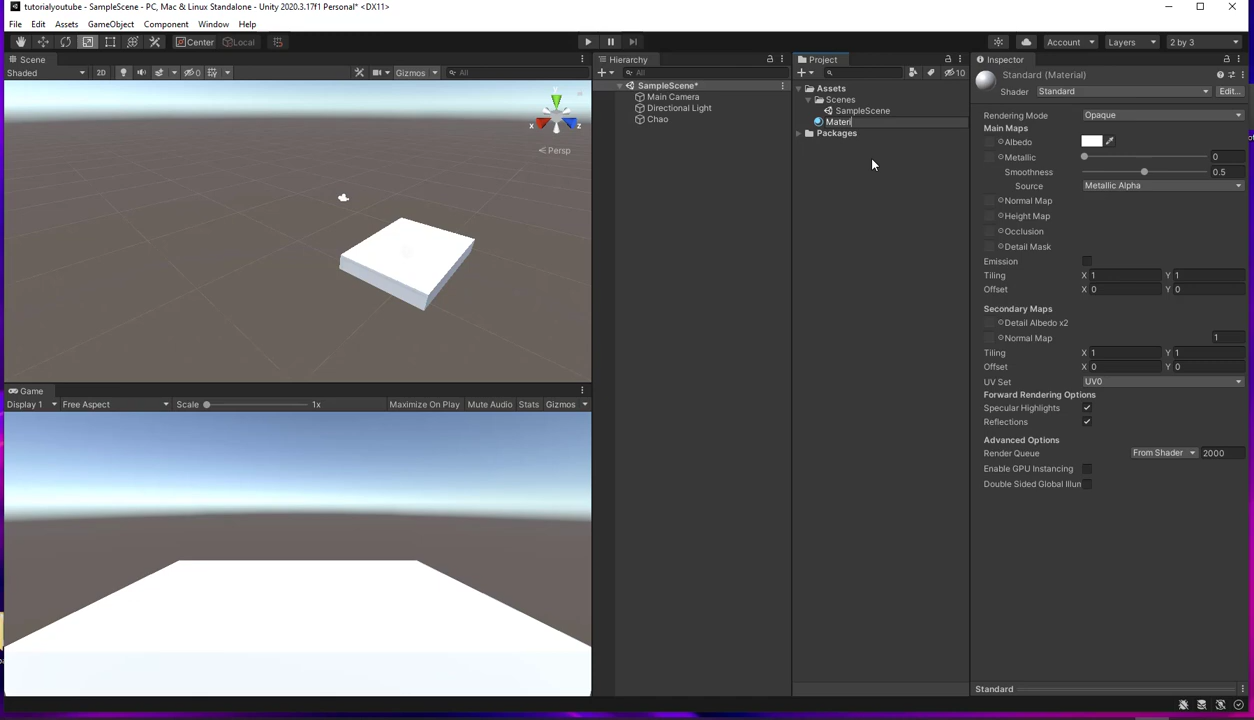 tutorialyoutube - SampleScene - PC, Mac & Linux Standalone - Unity 2020.3.17f1 Personal* <DX11>
File Edit Assets GameObject Component Window Help
Center Local Account Layers 2 by 3
Scene
Shaded 2D 0 Gizmos All
x z
Persp
Game
Display 1 Free Aspect Scale 1x Maximize On Play Mute Audio Stats Gizmos
Hierarchy
All
SampleScene*
Main Camera
Directional Light
Chao
Project
10
Assets
Scenes
SampleScene
Materi
Packages
Inspector
Standard (Material)
Shader Standard Edit...
Rendering Mode Opaque
Main Maps
Albedo
Metallic 0
Smoothness 0.5
Source Metallic Alpha
Normal Map
Height Map
Occlusion
Detail Mask
Emission
Tiling X 1 Y 1
Offset X 0 Y 0
Secondary Maps
Detail Albedo x2
Normal Map 1
Tiling X 1 Y 1
Offset X 0 Y 0
UV Set UV0
Forward Rendering Options
Specular Highlights
Reflections
Advanced Options
Render Queue From Shader 2000
Enable GPU Instancing
Double Sided Global Illun
Standard